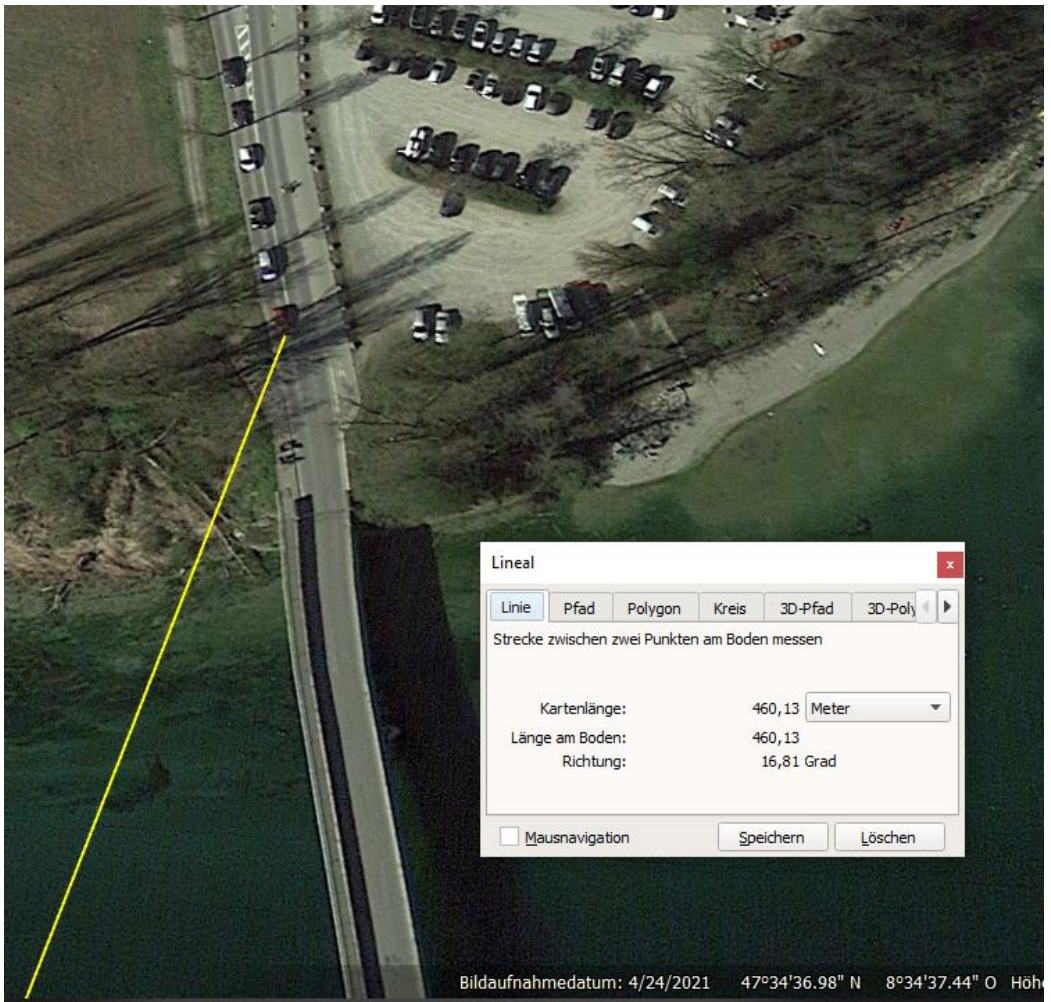 Lineal
x
Linie Pfad Polygon Kreis 3D-Pfad 3D-Poly
Strecke zwischen zwei Punkten am Boden messen
Kartenlänge: 460,13 Meter
Länge am Boden: 460,13
Richtung: 16,81 Grad
Mausnavigation Speichern Löschen
Bildaufnahmedatum: 4/24/2021 47°34'36.98" N 8°34'37.44" O Höhe